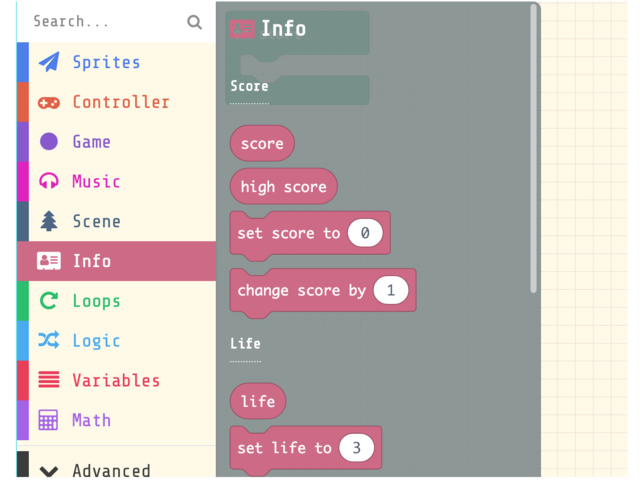 Search...
Sprites
Controller
Game
Music
Scene
Info
Loops
Logic
Variables
Math
Advanced
Info
Score
score
high score
set score to 0
change score by 1
Life
life
set life to 3